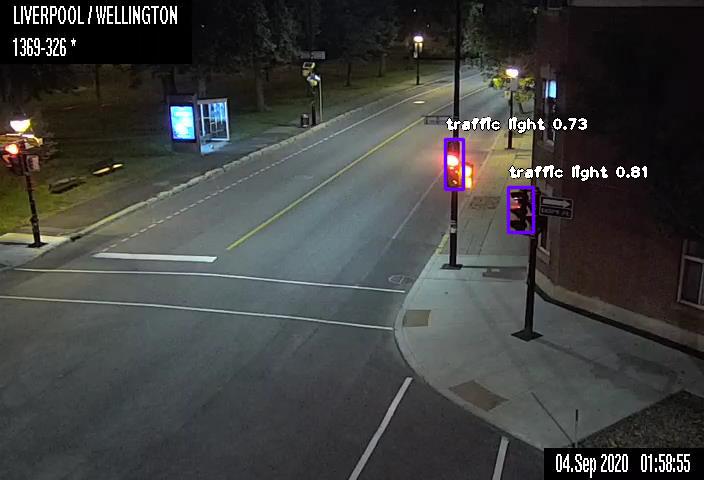 LIVERPOOL / WELLINGTON
1369-326 *
traffic light 0.73
traffic light 0.81
04.Sep 2020 01:58:55